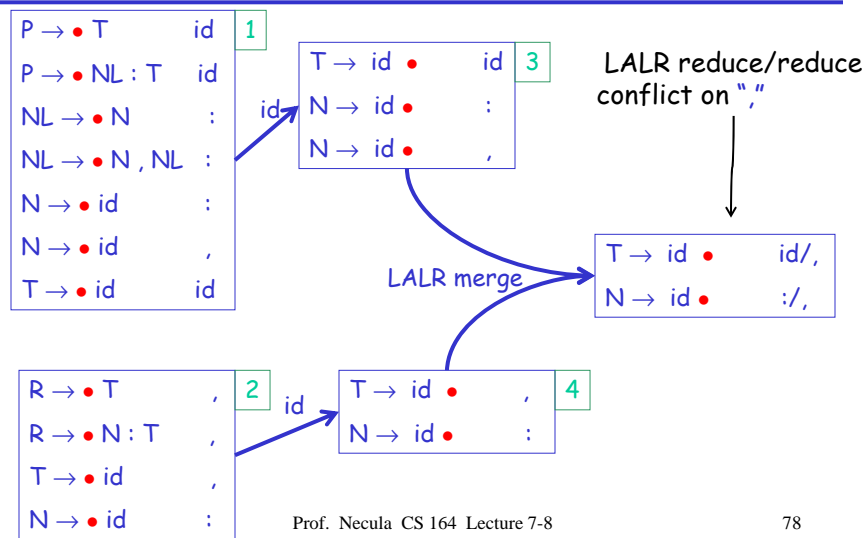 P → • T id 1
P → • NL : T id
NL → • N :
NL → • N , NL :
N → • id :
N → • id ,
T → • id id
id
T → id • id 3
N → id • :
N → id • ,
LALR reduce/reduce
conflict on “,”
LALR merge
T → id • id/,
N → id • :/,
R → • T , 2
R → • N : T ,
T → • id ,
N → • id :
id
T → id • , 4
N → id • :
Prof. Necula CS 164 Lecture 7-8 78